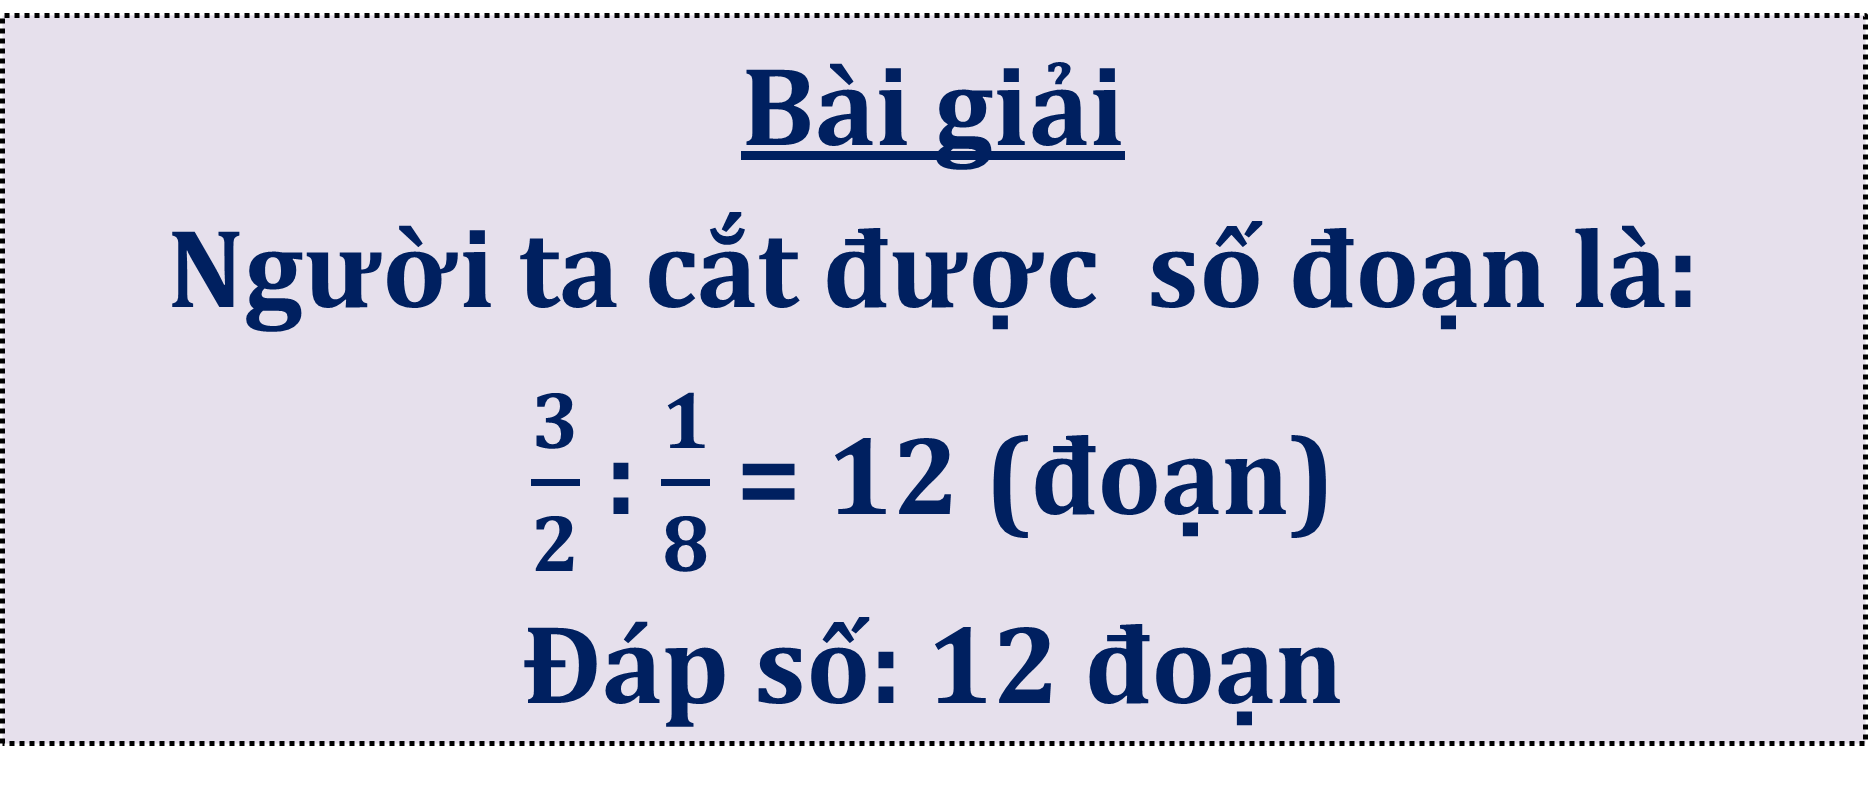 Bài giải
Người ta cắt được  số đoạn là:
3/2 : 1/8 = 12 (đoạn)
Đáp số: 12 đoạn